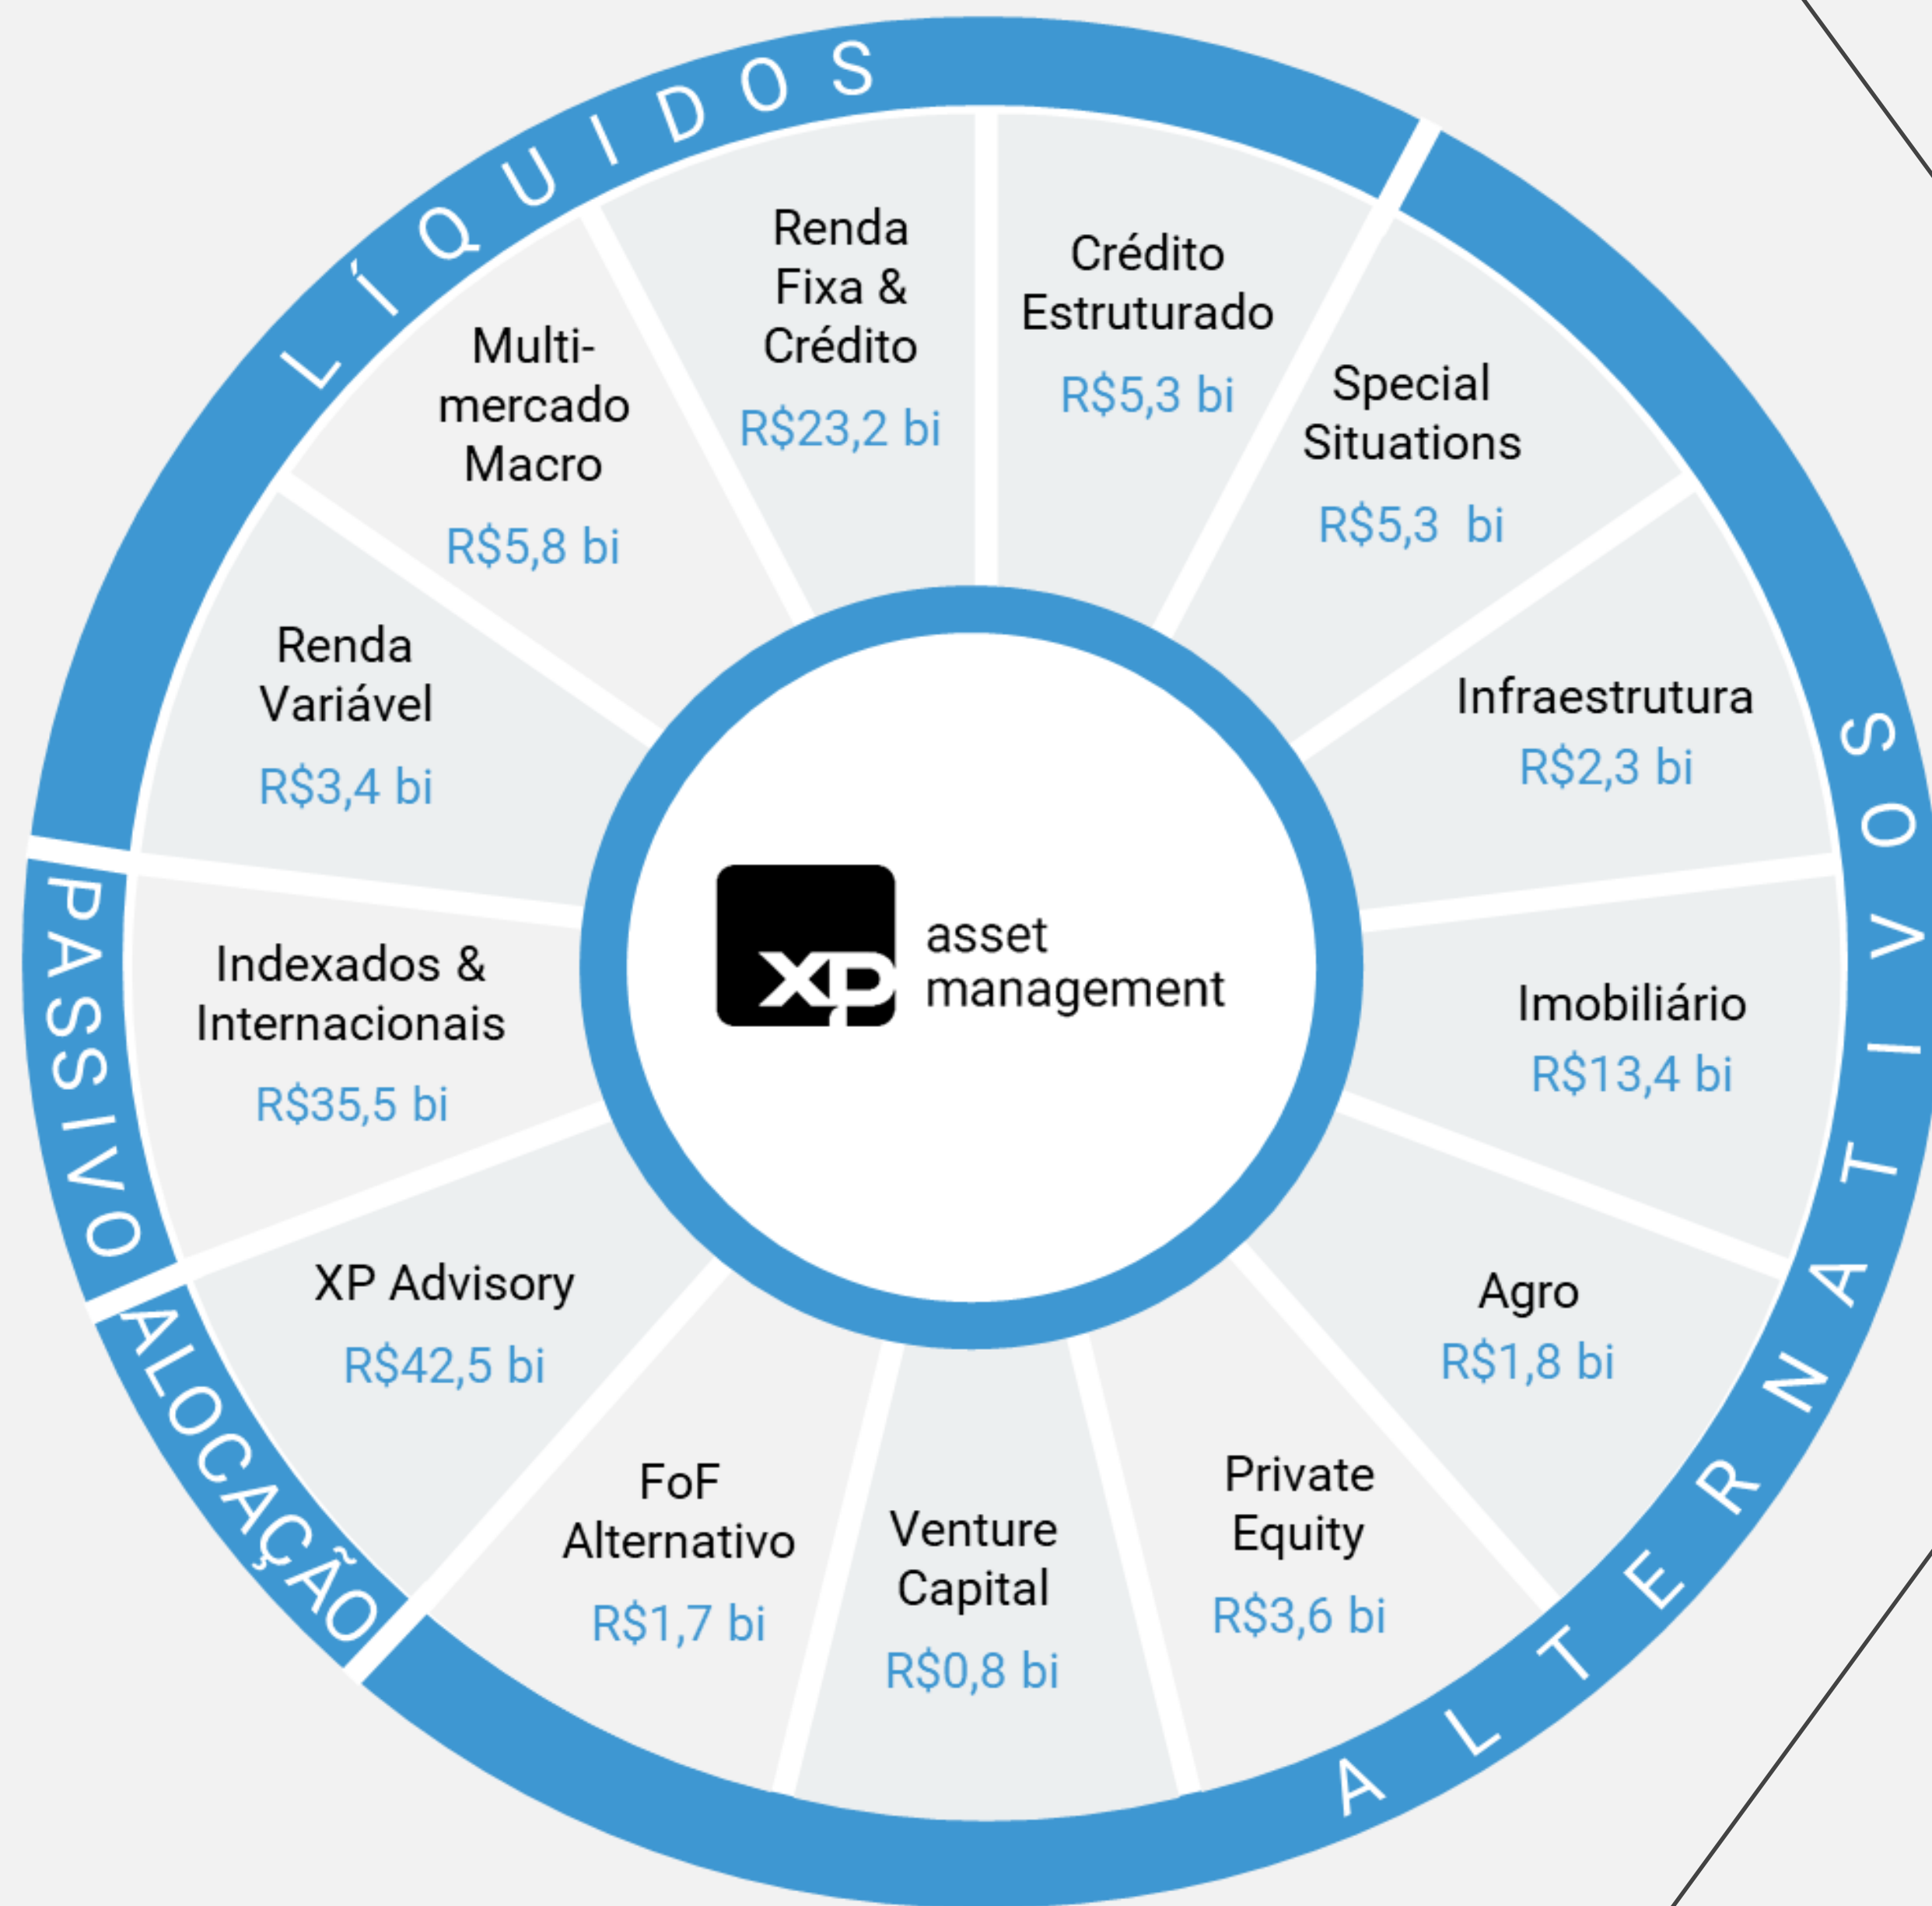 LÍQUIDOS
Renda
Variável
R$3,4 bi
Multi-
mercado
Macro
R$5,8 bi
Renda
Fixa &
Crédito
R$23,2 bi
Crédito
Estruturado
R$5,3 bi
ALTERNATIVOS
Special
Situations
R$5,3  bi
Infraestrutura
R$2,3 bi
Imobiliário
R$13,4 bi
Agro
R$1,8 bi
Private
Equity
R$3,6 bi
Venture
Capital
R$0,8 bi
FoF
Alternativo
R$1,7 bi
ALOCAÇÃO
XP Advisory
R$42,5 bi
PASSIVO
Indexados &
Internacionais
R$35,5 bi
XP
asset
management